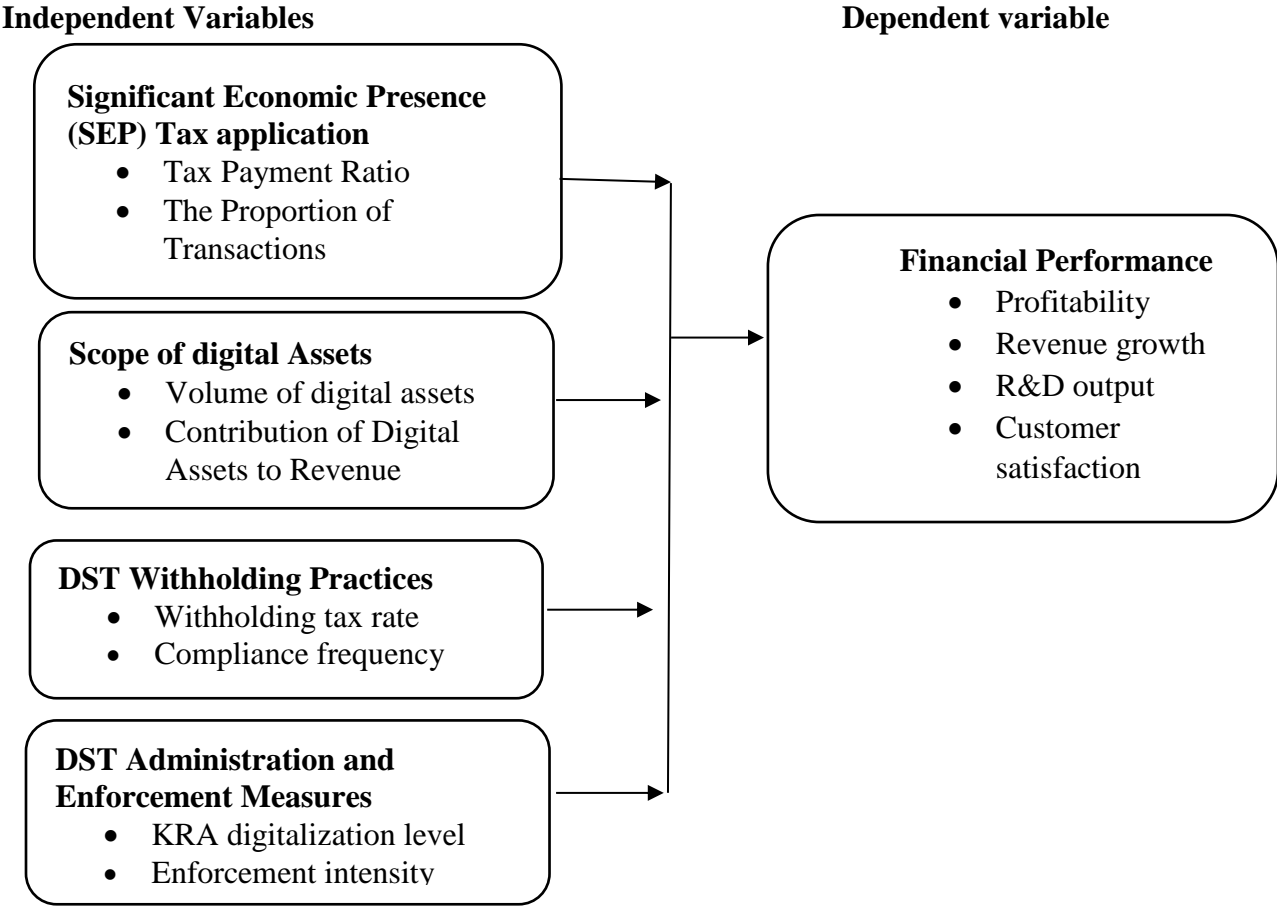 Independent Variables
Dependent variable
Significant Economic Presence
(SEP) Tax application
• Tax Payment Ratio
• The Proportion of
Transactions
Scope of digital Assets
• Volume of digital assets
• Contribution of Digital
Assets to Revenue
DST Withholding Practices
• Withholding tax rate
• Compliance frequency
DST Administration and
Enforcement Measures
• KRA digitalization level
• Enforcement intensity
Financial Performance
• Profitability
• Revenue growth
• R&D output
• Customer
satisfaction